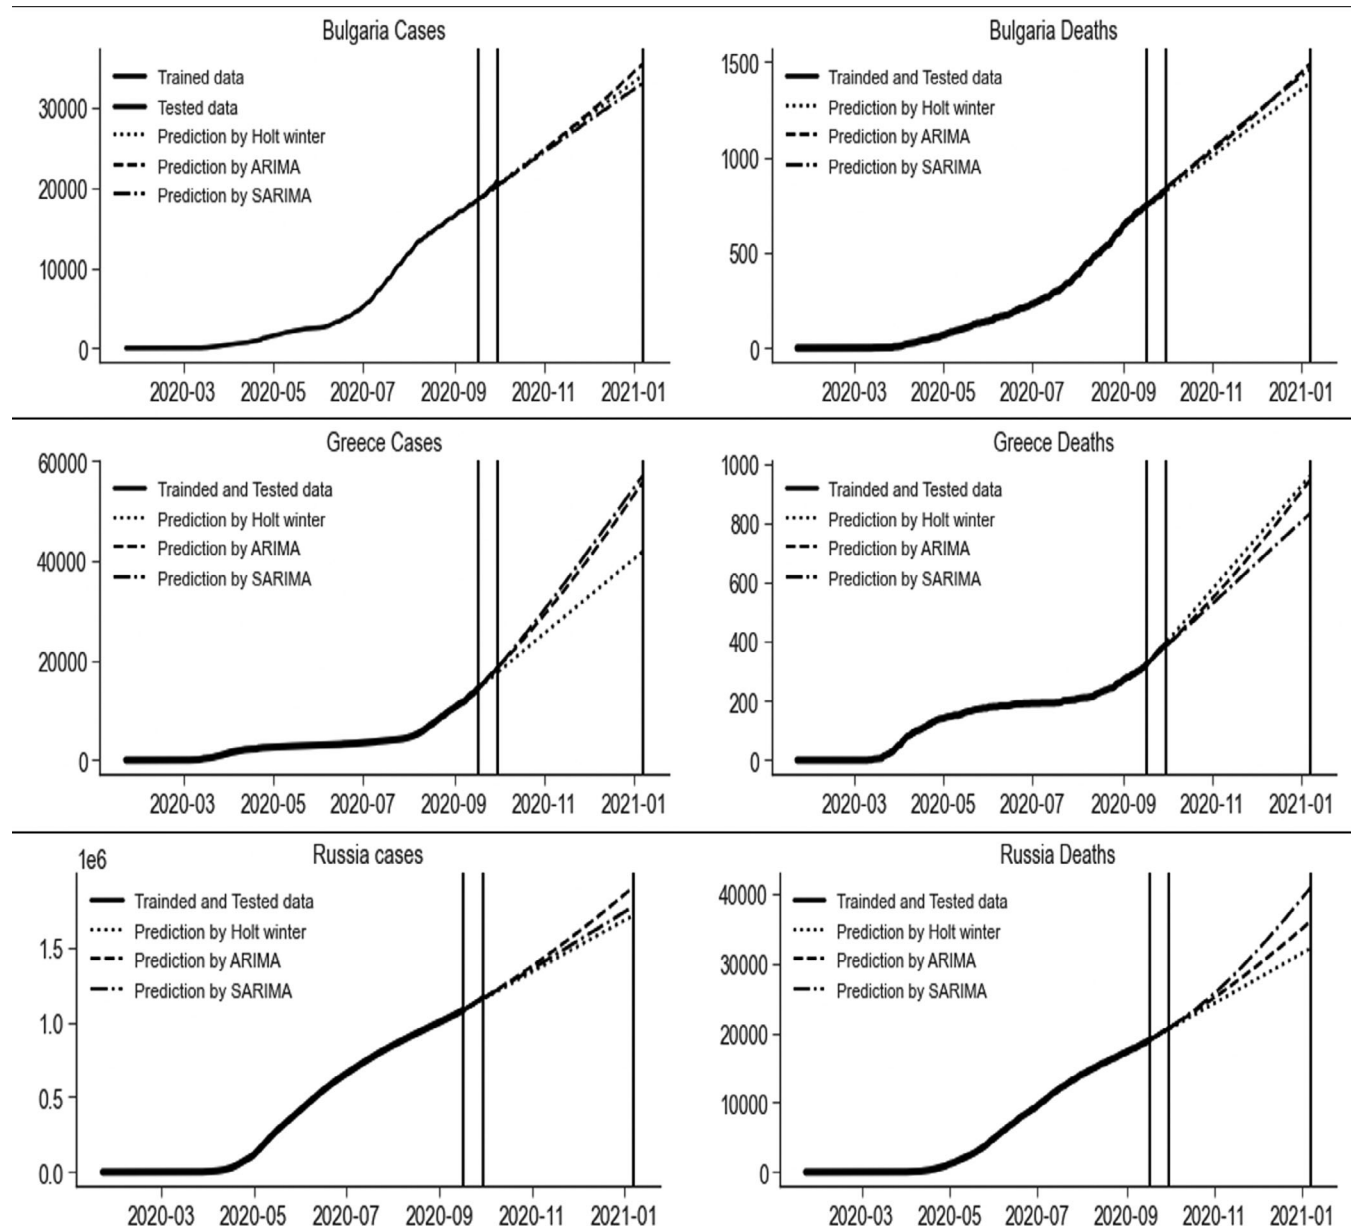 Bulgaria Cases
Trained data
Tested data
Prediction by Holt winter
Prediction by ARIMA
Prediction by SARIMA
30000
20000
10000
0
2020-03 2020-05 2020-07 2020-09 2020-11 2021-01
Bulgaria Deaths
Trainded and Tested data
Prediction by Holt winter
Prediction by ARIMA
Prediction by SARIMA
1500
1000
500
0
2020-03 2020-05 2020-07 2020-09 2020-11 2021-01
Greece Cases
Trainded and Tested data
Prediction by Holt winter
Prediction by ARIMA
Prediction by SARIMA
60000
40000
20000
0
2020-03 2020-05 2020-07 2020-09 2020-11 2021-01
Greece Deaths
Trainded and Tested data
Prediction by Holt winter
Prediction by ARIMA
Prediction by SARIMA
1000
800
600
400
200
0
2020-03 2020-05 2020-07 2020-09 2020-11 2021-01
Russia cases
1e6
Trainded and Tested data
Prediction by Holt winter
Prediction by ARIMA
Prediction by SARIMA
1.5
1.0
0.5
0.0
2020-03 2020-05 2020-07 2020-09 2020-11 2021-01
Russia Deaths
Trainded and Tested data
Prediction by Holt winter
Prediction by ARIMA
Prediction by SARIMA
40000
30000
20000
10000
0
2020-03 2020-05 2020-07 2020-09 2020-11 2021-01